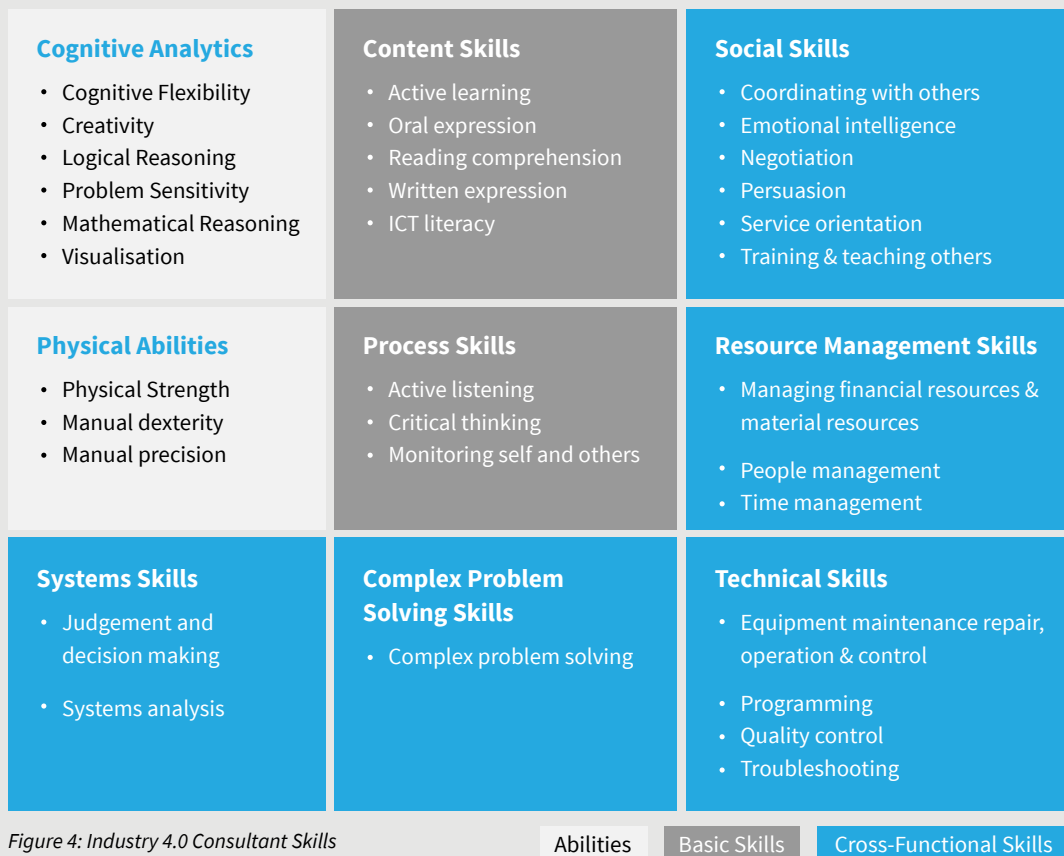 Cognitive Analytics
• Cognitive Flexibility
• Creativity
• Logical Reasoning
• Problem Sensitivity
• Mathematical Reasoning
• Visualisation
Content Skills
• Active learning
• Oral expression
• Reading comprehension
• Written expression
• ICT literacy
Social Skills
• Coordinating with others
• Emotional intelligence
• Negotiation
• Persuasion
• Service orientation
• Training & teaching others
Physical Abilities
• Physical Strength
• Manual dexterity
• Manual precision
Process Skills
• Active listening
• Critical thinking
• Monitoring self and others
Resource Management Skills
• Managing financial resources &
material resources
• People management
• Time management
Systems Skills
• Judgement and
decision making
• Systems analysis
Complex Problem
Solving Skills
• Complex problem solving
Technical Skills
• Equipment maintenance repair,
operation & control
• Programming
• Quality control
• Troubleshooting
Figure 4: Industry 4.0 Consultant Skills
Abilities
Basic Skills
Cross-Functional Skills